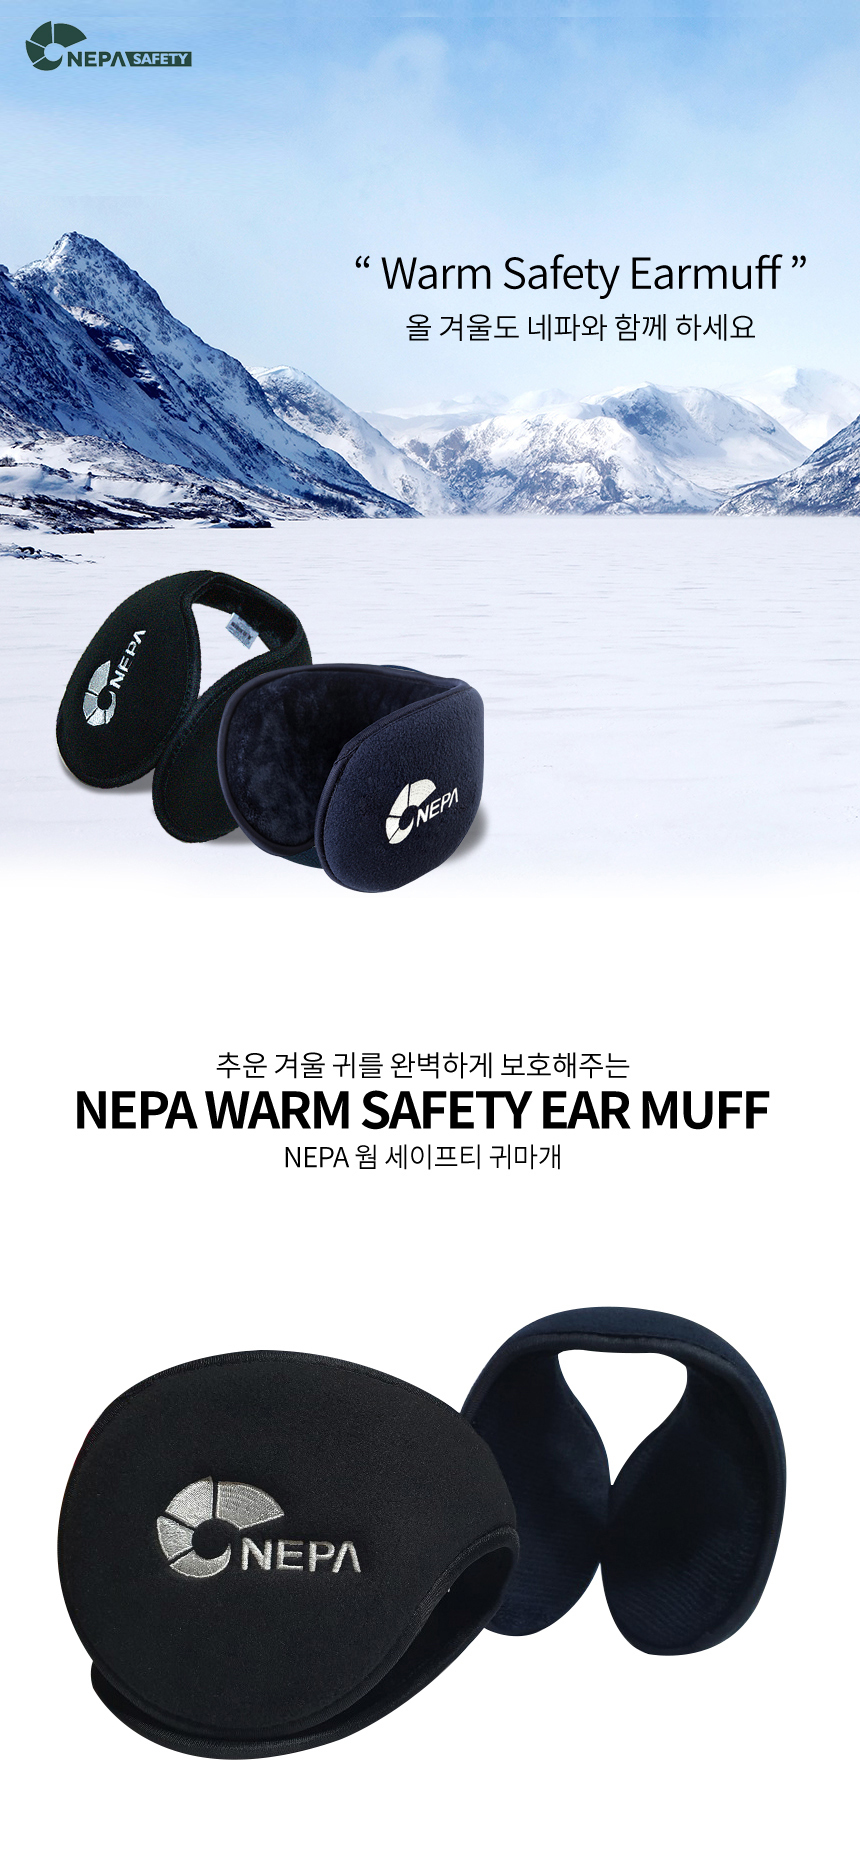 NEPA SAFETY
“ Warm Safety Earmuff ”
올 겨울도 네파와 함께 하세요
NEPA
NEPA
추운 겨울 귀를 완벽하게 보호해주는
NEPA WARM SAFETY EAR MUFF
NEPA 웜 세이프티 귀마개
NEPA